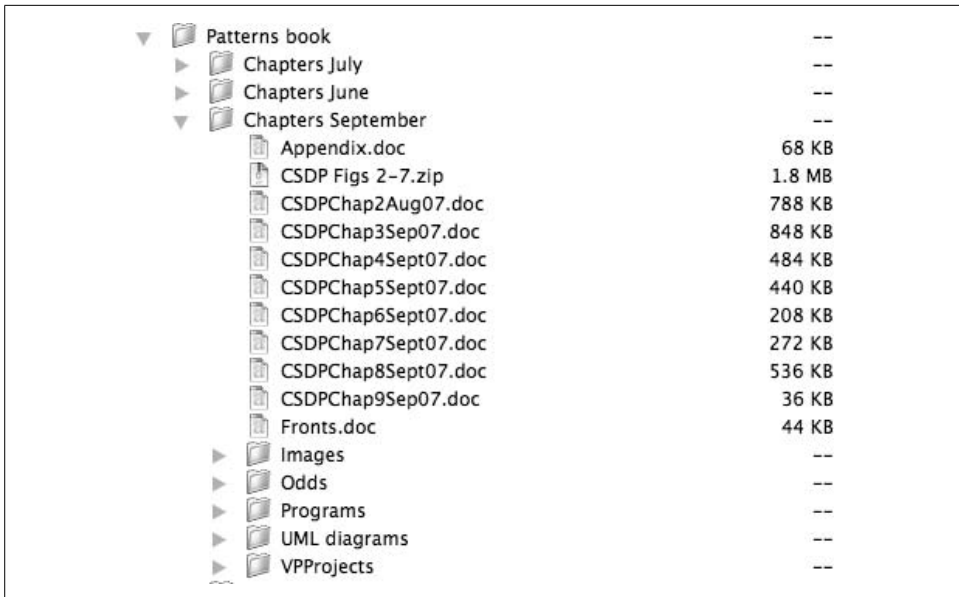 Patterns book --
Chapters July --
Chapters June --
Chapters September --
Appendix.doc 68 KB
CSDP Figs 2-7.zip 1.8 MB
CSDPChap2Aug07.doc 788 KB
CSDPChap3Sep07.doc 848 KB
CSDPChap4Sept07.doc 484 KB
CSDPChap5Sept07.doc 440 KB
CSDPChap6Sept07.doc 208 KB
CSDPChap7Sept07.doc 272 KB
CSDPChap8Sept07.doc 536 KB
CSDPChap9Sep07.doc 36 KB
Fronts.doc 44 KB
Images --
Odds --
Programs --
UML diagrams --
VPProjects --